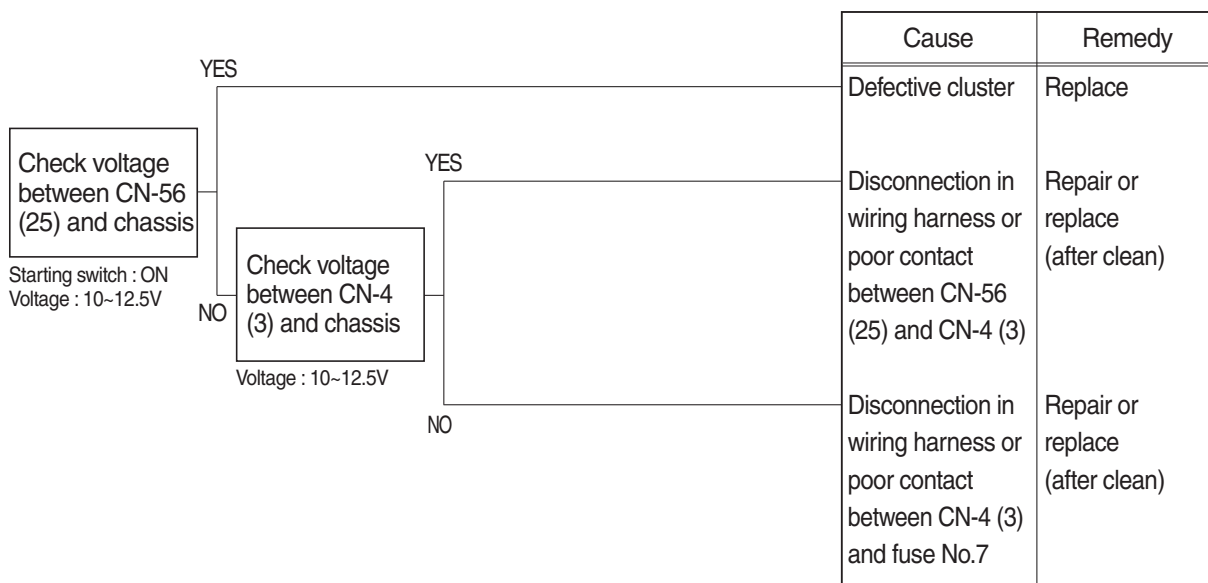 Cause Remedy
YES
Defective cluster Replace
Check voltage
between CN-56
(25) and chassis
Starting switch : ON
Voltage : 10~12.5V
NO
Check voltage
between CN-4
(3) and chassis
Voltage : 10~12.5V
YES
Disconnection in
wiring harness or
poor contact
between CN-56
(25) and CN-4 (3)
Repair or
replace
(after clean)
NO
Disconnection in
wiring harness or
poor contact
between CN-4 (3)
and fuse No.7
Repair or
replace
(after clean)